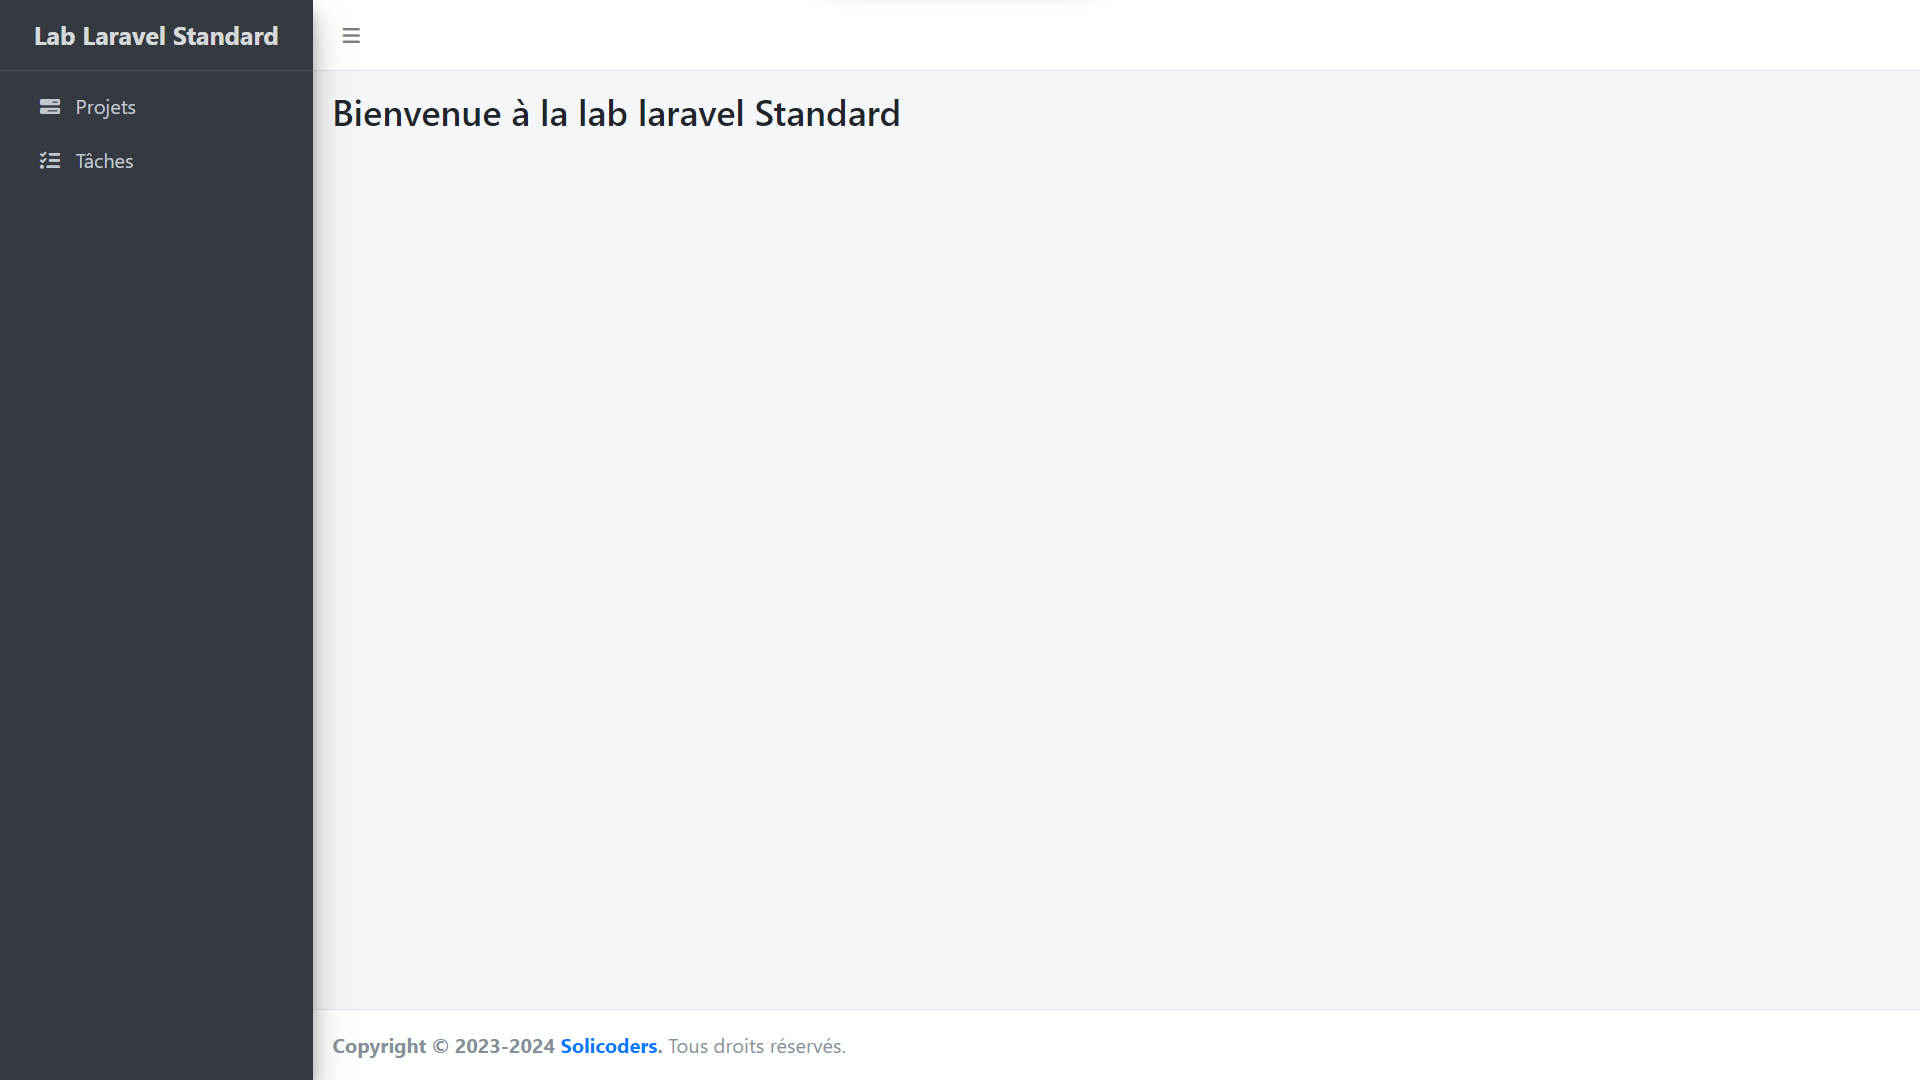 Lab Laravel Standard
Projets
Tâches
Bienvenue à la lab laravel Standard
Copyright © 2023-2024 Solicoders. Tous droits réservés.